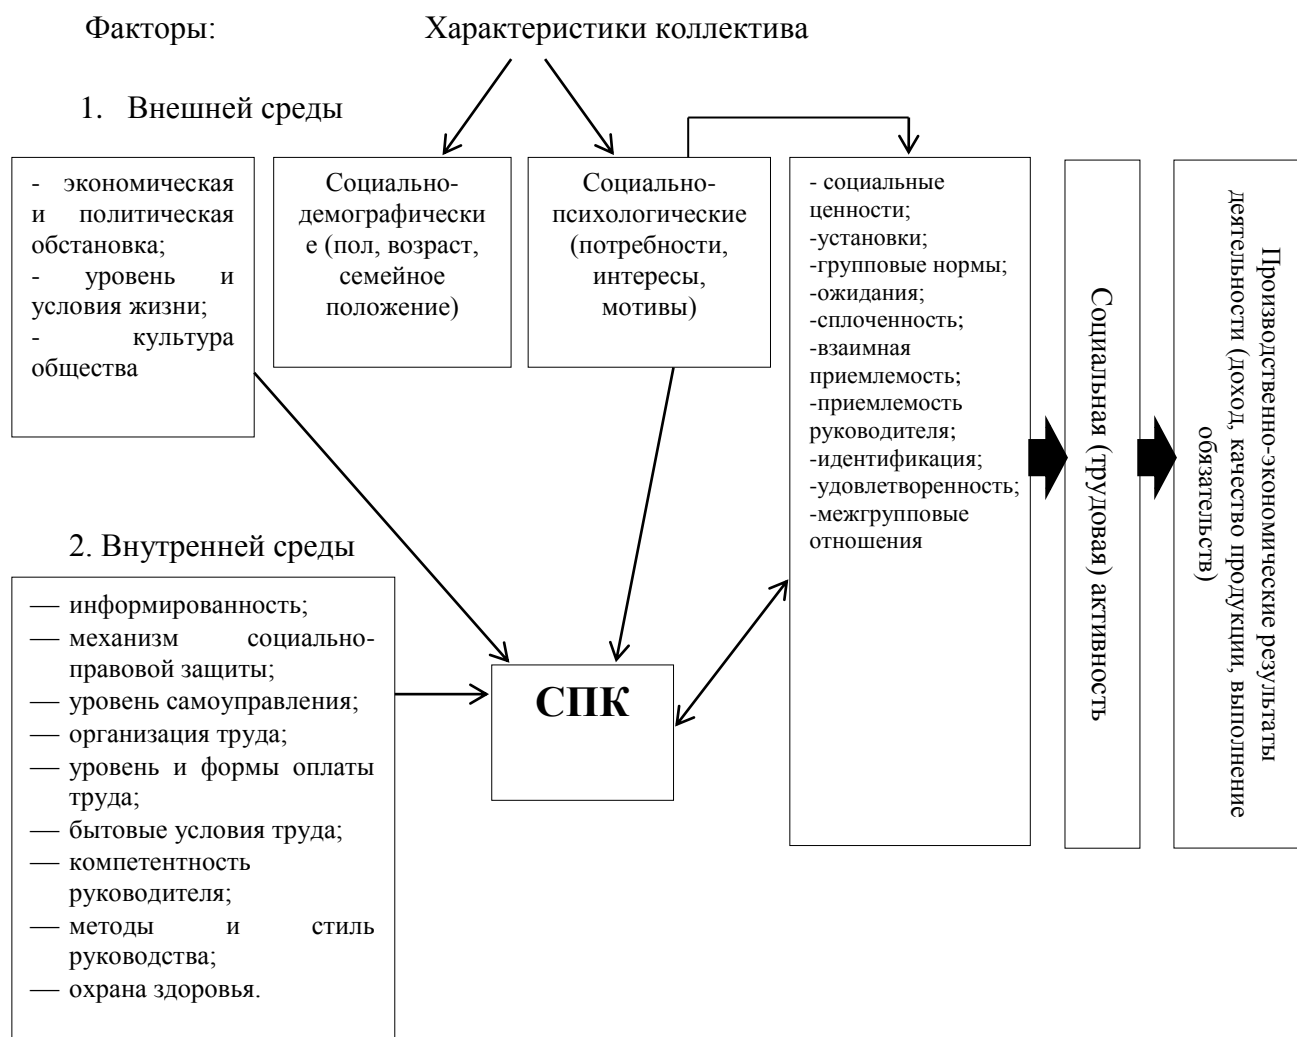 Факторы:
Характеристики коллектива
1. Внешней среды
- экономическая
и политическая
обстановка;
- уровень и
условия жизни;
- культура
общества
Социально-
демографически
е (пол, возраст,
семейное
положение)
Социально-
психологические
(потребности,
интересы,
мотивы)
- социальные
ценности;
-установки;
-групповые нормы;
-ожидания;
-сплоченность;
-взаимная
приемлемость;
-приемлемость
руководителя;
-идентификация;
-удовлетворенность;
-межгрупповые
отношения
Социальная (трудовая) активность
Производственно-экономические результаты
деятельности (доход, качество продукции, выполнение
обязательств)
2. Внутренней среды
— информированность;
— механизм социально-
правовой защиты;
— уровень самоуправления;
— организация труда;
— уровень и формы оплаты
труда;
— бытовые условия труда;
— компетентность
руководителя;
— методы и стиль
руководства;
— охрана здоровья.
СПК